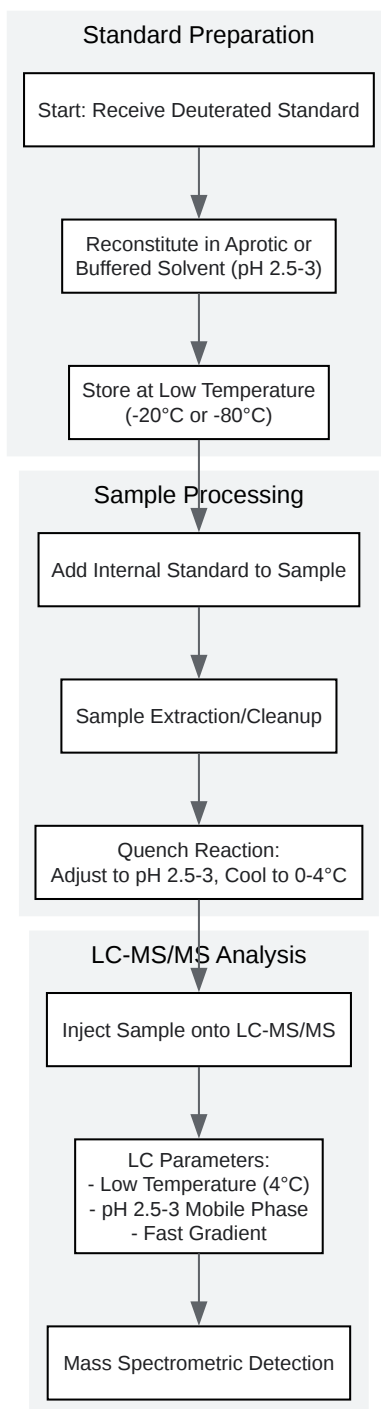 Standard Preparation
Start: Receive Deuterated Standard
Reconstitute in Aprotic or
Buffered Solvent (pH 2.5-3)
Store at Low Temperature
(-20°C or -80°C)
Sample Processing
Add Internal Standard to Sample
Sample Extraction/Cleanup
Quench Reaction:
Adjust to pH 2.5-3, Cool to 0-4°C
LC-MS/MS Analysis
Inject Sample onto LC-MS/MS
LC Parameters:
- Low Temperature (4°C)
- pH 2.5-3 Mobile Phase
- Fast Gradient
Mass Spectrometric Detection